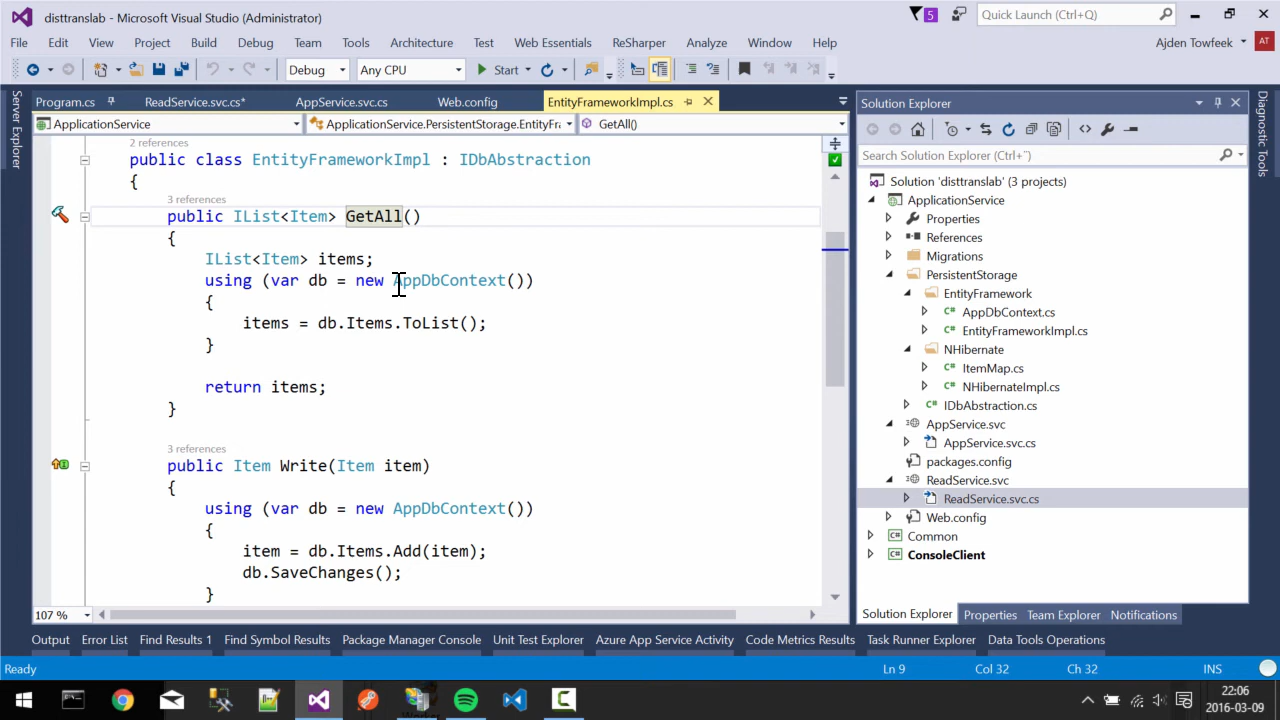 disttranslab - Microsoft Visual Studio (Administrator)
5
Quick Launch (Ctrl+Q)
File Edit View Project Build Debug Team Tools Architecture Test Web Essentials ReSharper Analyze Window Help
Ajden Towfeek
AT
Debug
Any CPU
Start
Server Explorer
Program.cs
ReadService.svc.cs*
AppService.svc.cs
Web.config
EntityFrameworkImpl.cs
ApplicationService
ApplicationService.PersistentStorage.EntityFra
GetAll()
2 references
public class EntityFrameworkImpl : IDbAbstraction
{
3 references
public IList<Item> GetAll()
{
IList<Item> items;
using (var db = new AppDbContext())
{
items = db.Items.ToList();
}
return items;
}
3 references
public Item Write(Item item)
{
using (var db = new AppDbContext())
{
item = db.Items.Add(item);
db.SaveChanges();
}
107 %
Solution Explorer
Search Solution Explorer (Ctrl+¨)
Solution 'disttranslab' (3 projects)
ApplicationService
Properties
References
Migrations
PersistentStorage
EntityFramework
AppDbContext.cs
EntityFrameworkImpl.cs
NHibernate
ItemMap.cs
NHibernateImpl.cs
IDbAbstraction.cs
AppService.svc
AppService.svc.cs
packages.config
ReadService.svc
ReadService.svc.cs
Web.config
Common
ConsoleClient
Solution Explorer Properties Team Explorer Notifications
Diagnostic Tools
Output Error List Find Results 1 Find Symbol Results Package Manager Console Unit Test Explorer Azure App Service Activity Code Metrics Results Task Runner Explorer Data Tools Operations
Ready
Ln 9
Col 32
Ch 32
INS
22:06
2016-03-09